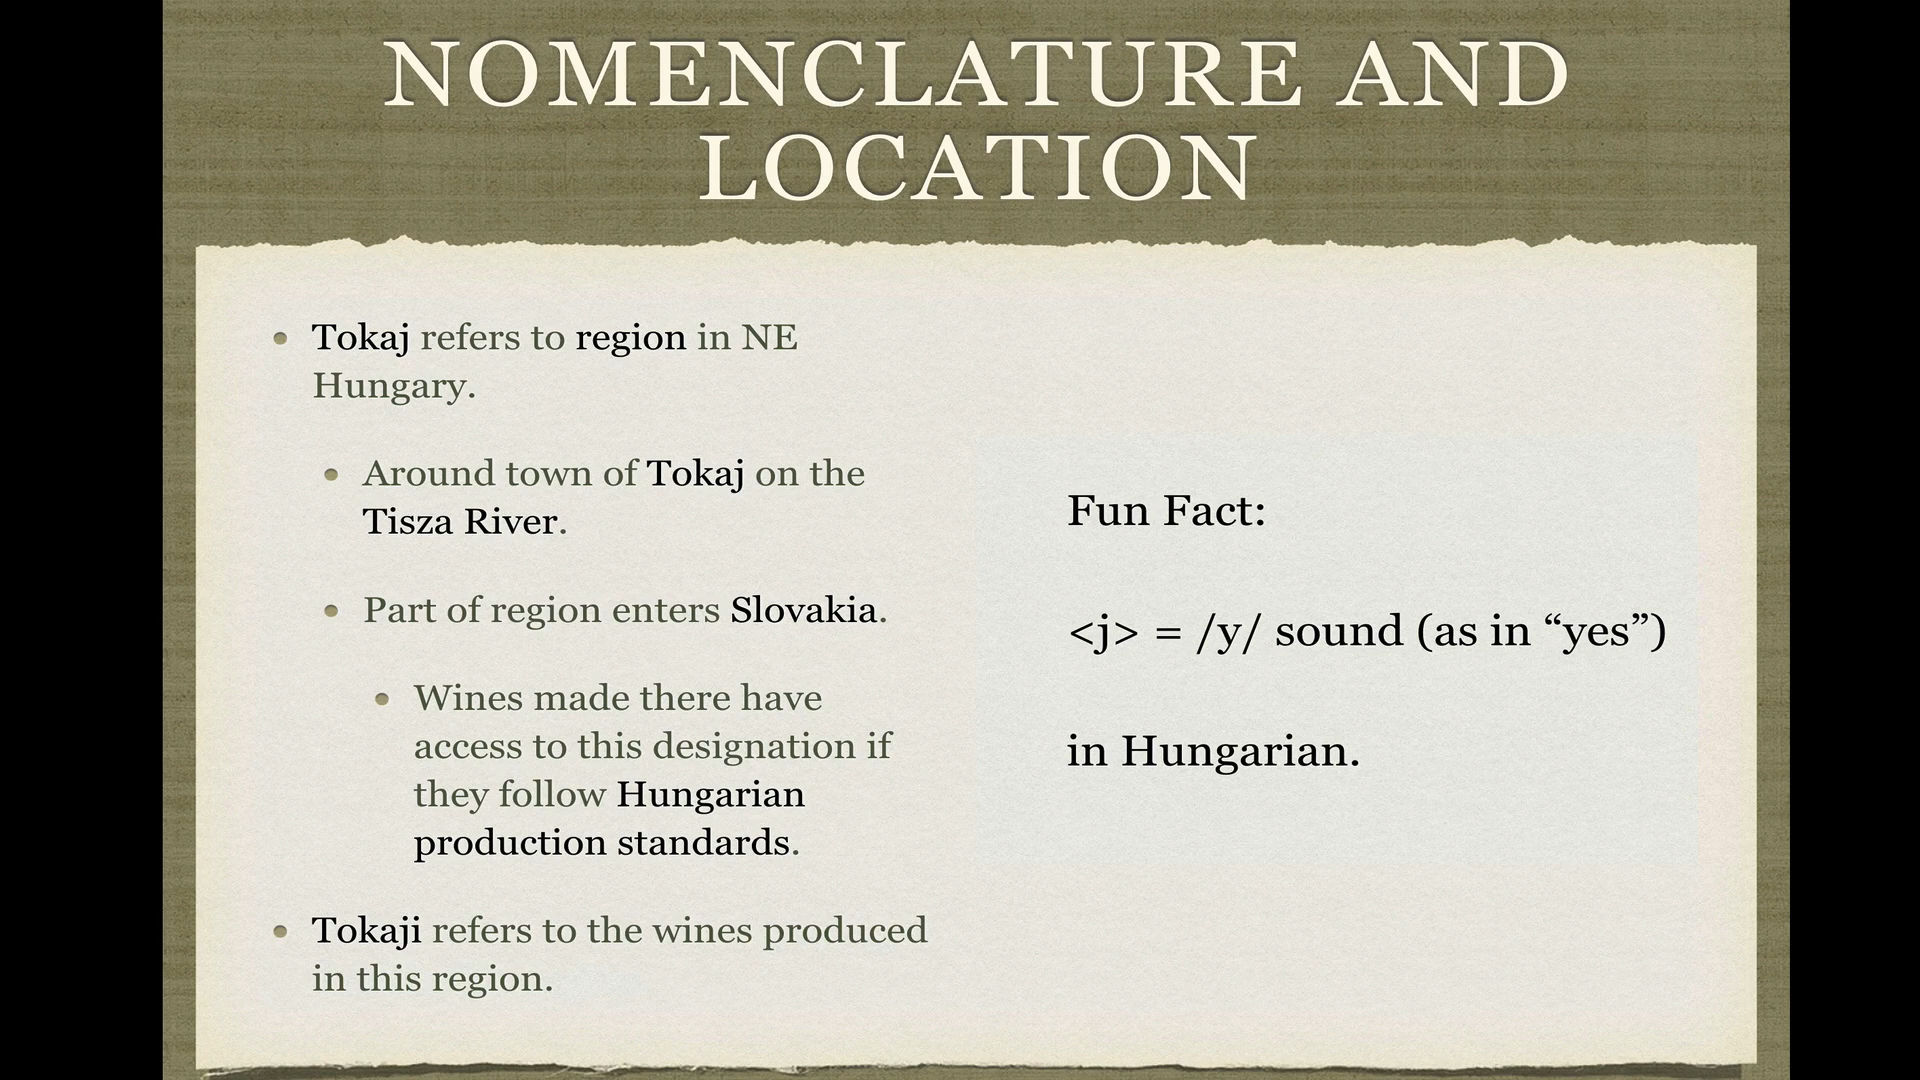 NOMENCLATURE AND
LOCATION
• Tokaj refers to region in NE
Hungary.
• Around town of Tokaj on the
Tisza River.
• Part of region enters Slovakia.
• Wines made there have
access to this designation if
they follow Hungarian
production standards.
• Tokaji refers to the wines produced
in this region.
Fun Fact:
<j> = /y/ sound (as in “yes”)
in Hungarian.